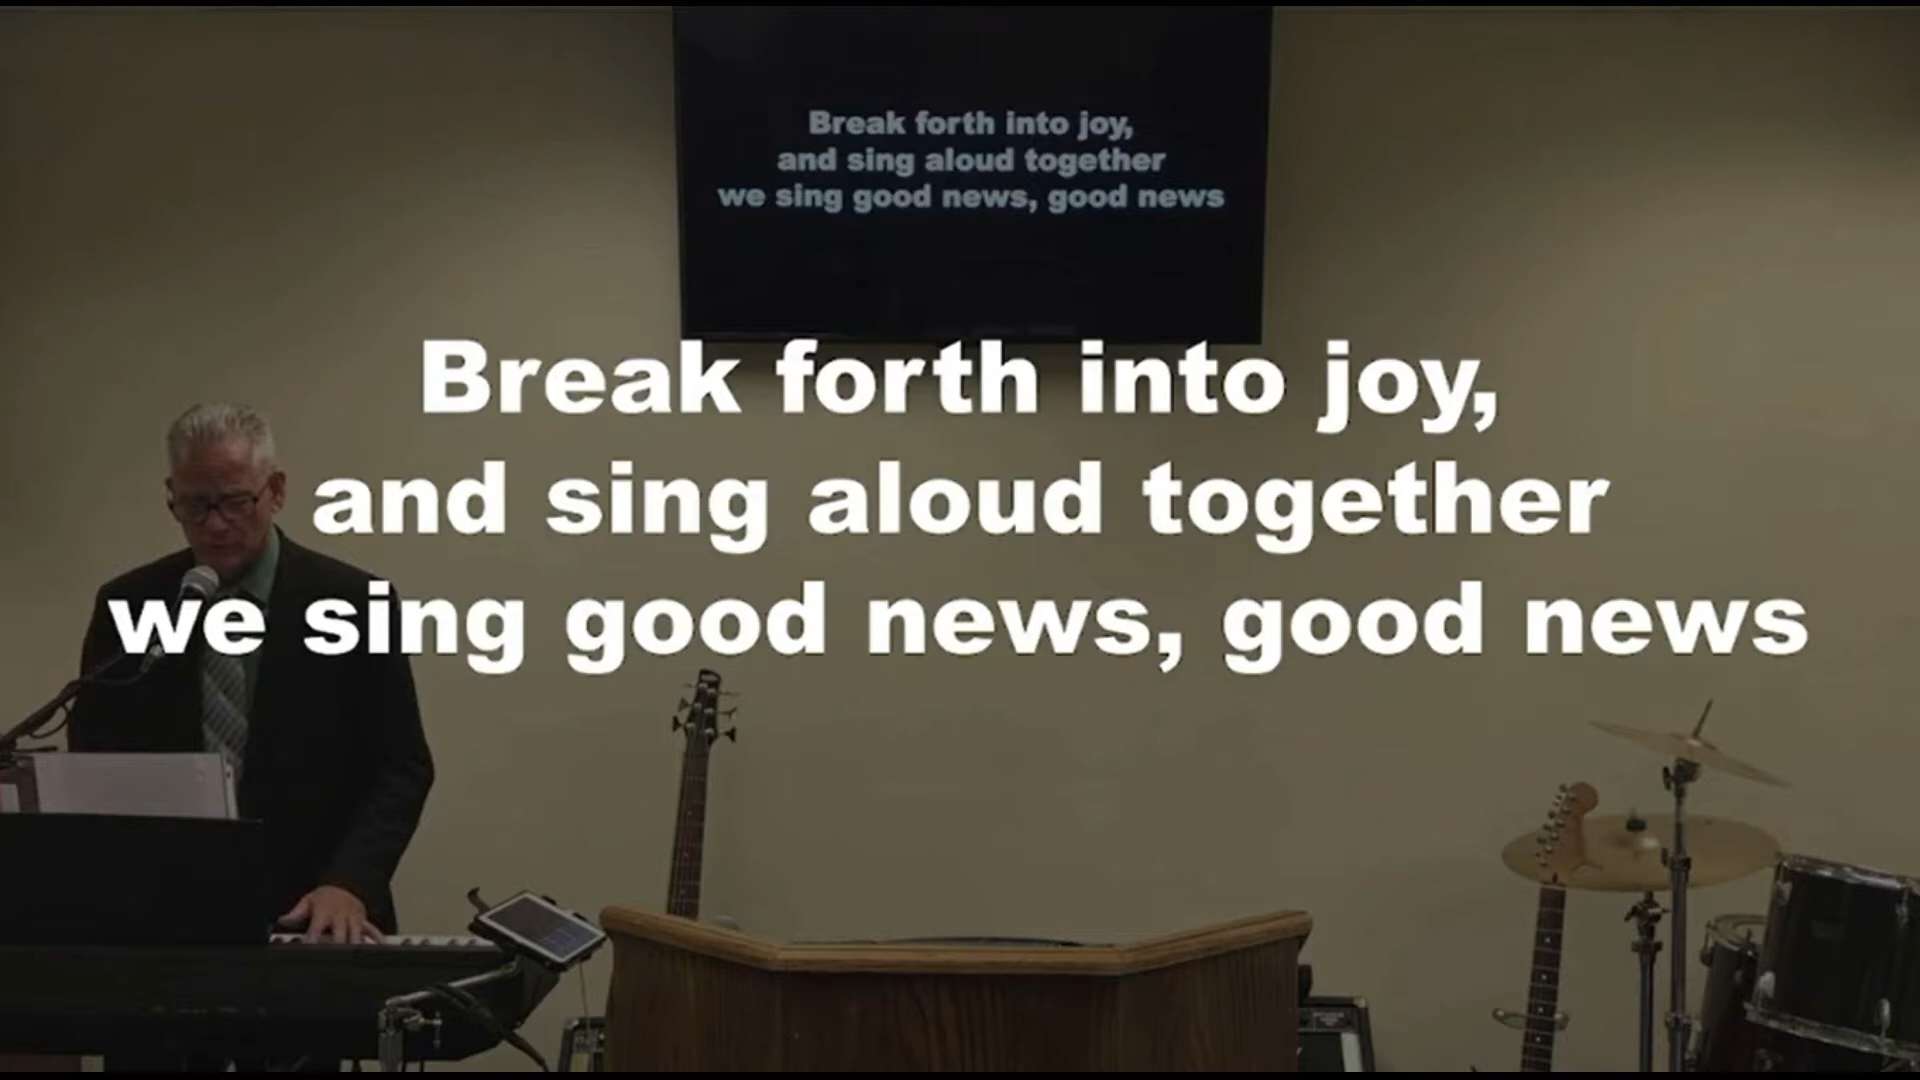 Break forth into joy,
and sing aloud together
we sing good news, good news
Break forth into joy,
and sing aloud together
we sing good news, good news